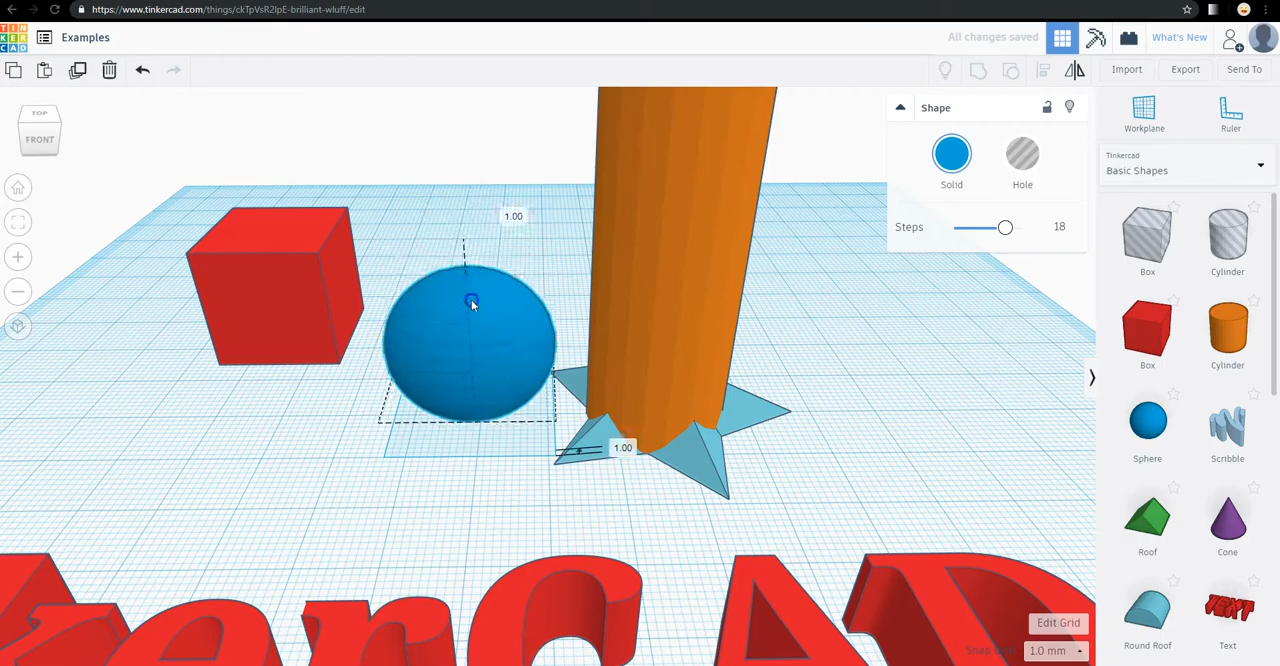 https://www.tinkercad.com/things/ckTpVsR2lpE-brilliant-wluff/edit
TIN
KER
CAD
Examples
All changes saved
What's New
Import
Export
Send To
TOP
FRONT
Shape
Solid
Hole
Steps
18
Workplane
Ruler
Tinkercad
Basic Shapes
Box
Cylinder
Box
Cylinder
Sphere
Scribble
Roof
Cone
Round Roof
TEXT
Text
1.00
1.00
kerCAD
Edit Grid
Snap
1.0 mm